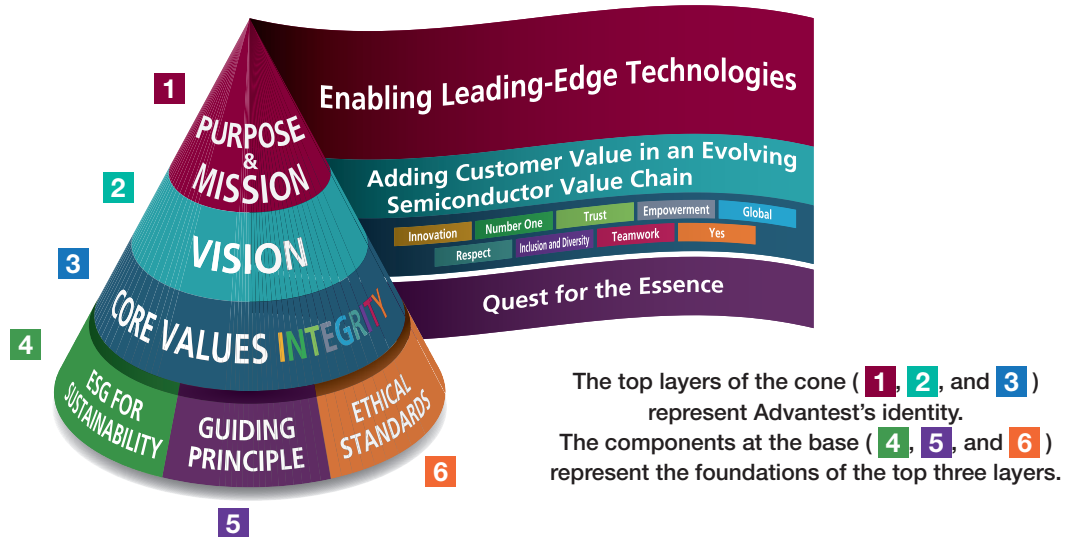 1
PURPOSE
&
MISSION
Enabling Leading-Edge Technologies
2
VISION
Adding Customer Value in an Evolving
Semiconductor Value Chain
3
CORE VALUES INTEGRITY
Innovation
Number One
Trust
Empowerment
Global
Respect
Inclusion and Diversity
Teamwork
Yes
Quest for the Essence
4
ESG FOR
SUSTAINABILITY
GUIDING
PRINCIPLE
5
ETHICAL
STANDARDS
6
The top layers of the cone ( 1, 2, and 3 )
represent Advantest’s identity.
The components at the base ( 4, 5, and 6 )
represent the foundations of the top three layers.